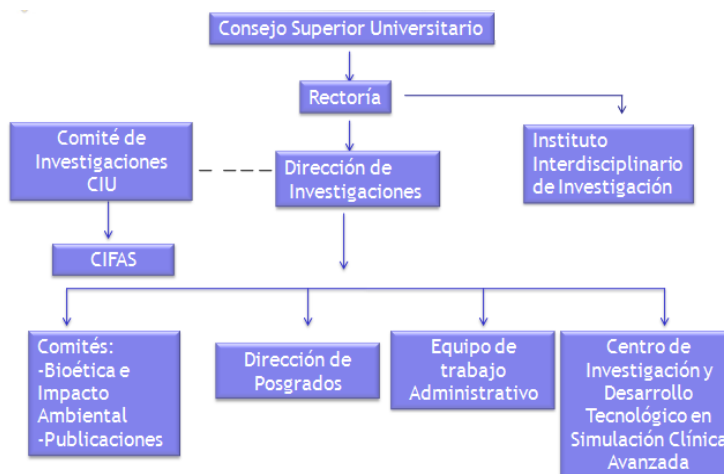 Consejo Superior Universitario
Rectoría
Comité de
Investigaciones
CIU
Dirección de
Investigaciones
Instituto
Interdisciplinario
de Investigación
CIFAS
Comités:
-Bioética e
Impacto
Ambiental
-Publicaciones
Dirección de
Posgrados
Equipo de
trabajo
Administrativo
Centro de
Investigación y
Desarrollo
Tecnológico en
Simulación Clínica
Avanzada